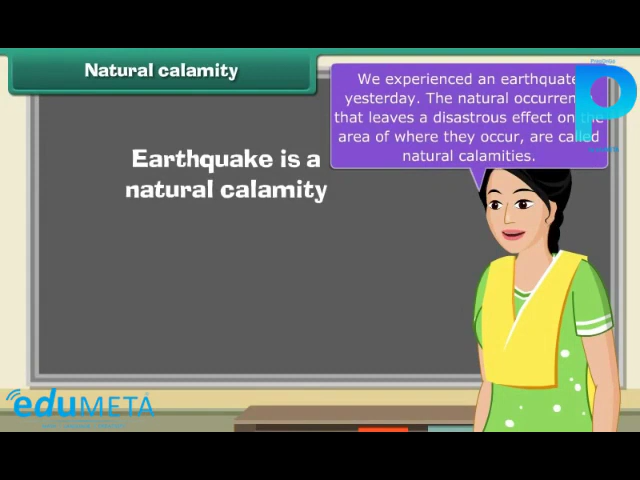 Natural calamity
We experienced an earthquate
yesterday. The natural occurren
that leaves a disastrous effect on the
area of where they occur, are called
natural calamities.
Earthquake is a
natural calamity
P
eduMETA